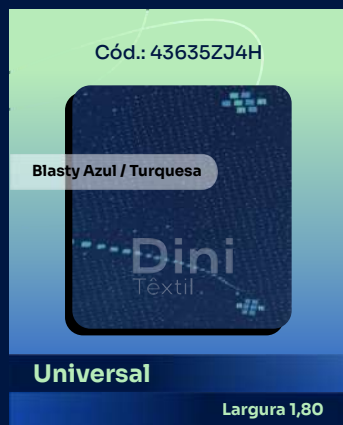 Cód.: 43635ZJ4H
Blasty Azul / Turquesa
Dini
Têxtil
Universal
Largura 1,80